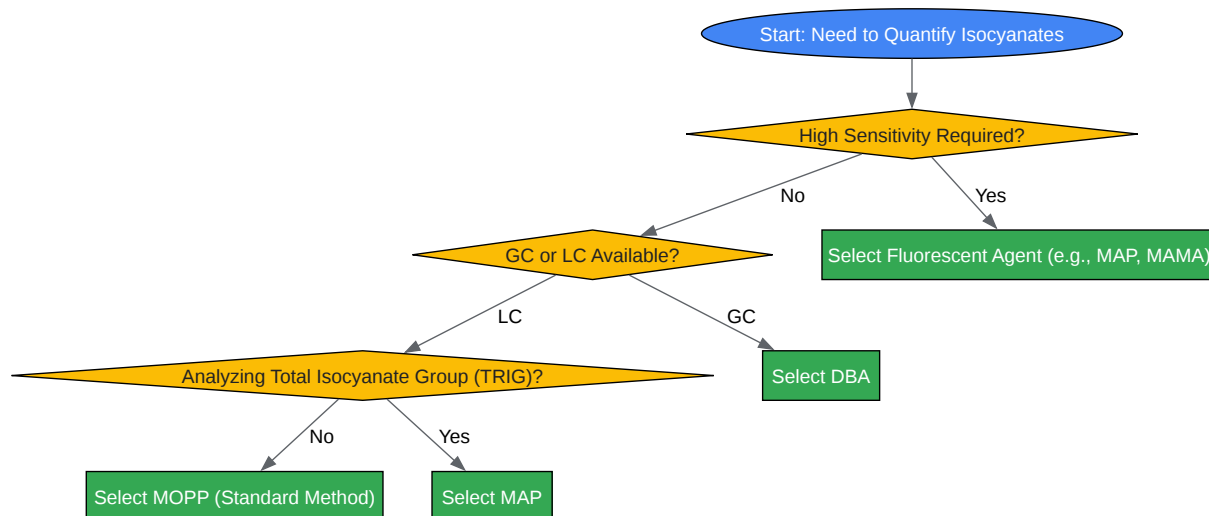 Start: Need to Quantify Isocyanates
High Sensitivity Required?
No
Yes
GC or LC Available?
Select Fluorescent Agent (e.g., MAP, MAMA)
LC
GC
Analyzing Total Isocyanate Group (TRIG)?
Select DBA
No
Yes
Select MOPP (Standard Method)
Select MAP